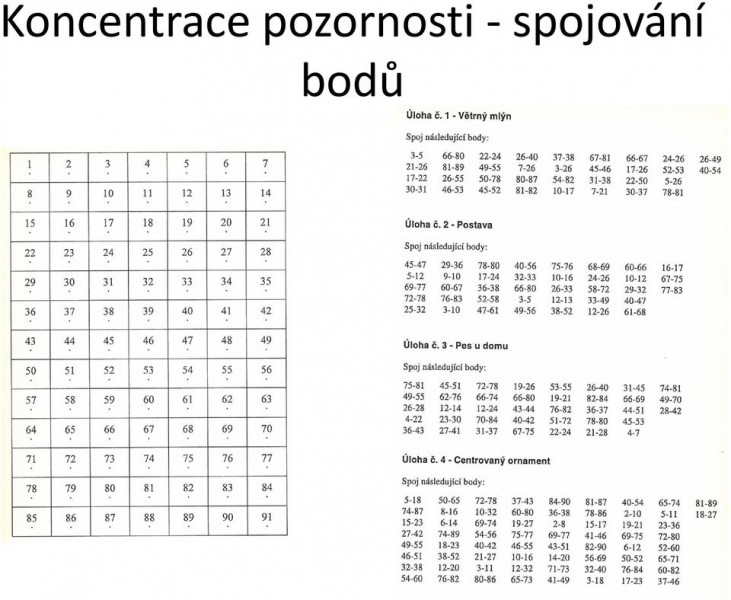 Koncentrace pozornosti - spojování
bodů
1 2 3 4 5 6 7
8 9 10 11 12 13 14
15 16 17 18 19 20 21
22 23 24 25 26 27 28
29 30 31 32 33 34 35
36 37 38 39 40 41 42
43 44 45 46 47 48 49
50 51 52 53 54 55 56
57 58 59 60 61 62 63
64 65 66 67 68 69 70
71 72 73 74 75 76 77
78 79 80 81 82 83 84
85 86 87 88 89 90 91
Úloha č. 1 - Větrný mlýn
Spoj následující body:
3-5 66-80 22-24 26-40 37-38 67-81 66-67 24-26 26-49
21-26 81-89 49-55 7-26 3-26 45-46 17-26 52-53 40-54
17-22 26-55 50-78 80-87 54-82 31-38 22-50 5-26
30-31 46-53 45-52 81-82 10-17 7-21 30-37 78-81
Úloha č. 2 - Postava
Spoj následující body:
45-47 29-36 78-80 40-56 75-76 68-69 60-66 16-17
5-12 9-10 17-24 32-33 10-16 24-26 10-12 67-75
69-77 60-67 36-38 66-80 26-33 58-72 29-32 77-83
72-78 76-83 52-58 3-5 12-13 33-49 40-47
25-32 3-10 47-61 49-56 38-52 12-26 61-68
Úloha č. 3 - Pes u domu
Spoj následující body:
75-81 45-51 72-78 19-26 53-55 26-40 31-45 74-81
49-55 62-76 66-74 66-80 19-21 82-84 66-69 49-70
26-28 12-14 12-24 43-44 76-82 36-37 44-51 28-42
4-22 23-30 70-84 40-42 51-72 78-80 45-53
36-43 27-41 31-37 67-75 22-24 21-28 4-7
Úloha č. 4 - Centrovaný ornament
Spoj následující body:
5-18 50-65 72-78 37-43 84-90 81-87 40-54 65-74 81-89
74-87 8-16 10-32 60-80 36-38 78-86 2-10 5-11 18-27
15-23 6-14 69-74 19-27 2-8 15-17 19-21 23-36
27-42 74-89 54-56 75-77 69-77 41-46 69-75 72-80
49-55 18-23 40-42 46-55 43-51 82-90 6-12 52-60
46-51 38-52 21-27 10-16 14-20 56-69 50-52 65-71
32-38 12-20 3-11 12-32 71-73 32-40 76-84 60-82
54-60 76-82 80-86 65-73 41-49 3-18 17-23 37-46